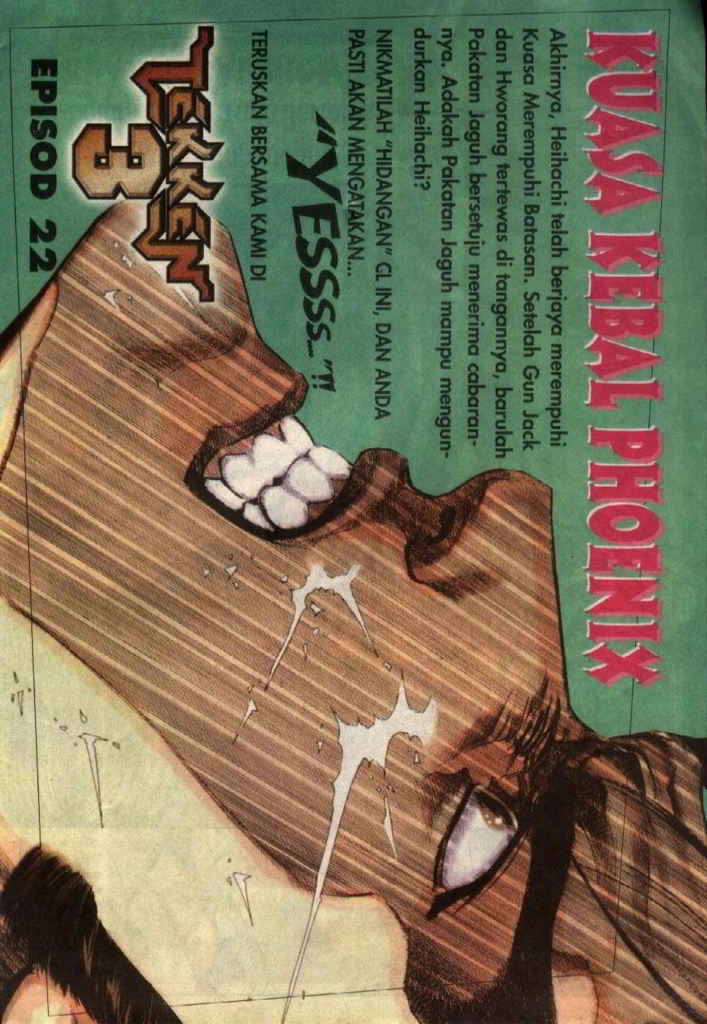 KUASA KEBAL PHOENIX
Akhirnya, Heihachi telah berjaya merempuhi
Kuasa Merempuhi Batasan. Setelah Gun Jack
dan Hworang tertewas di tangannya, barulah
Pakatan Jaguh bersetuju menerima cabaran-
nya. Adakah Pakatan Jaguh mampu mengun-
durkan Heihachi?
NIKMATILAH "HIDANGAN" GL INI, DAN ANDA
PASTI AKAN MENGATAKAN...
"YESSSS..."!!
TERUSKAN BERSAMA KAMI DI
TEKKEN
3
EPISOD 22